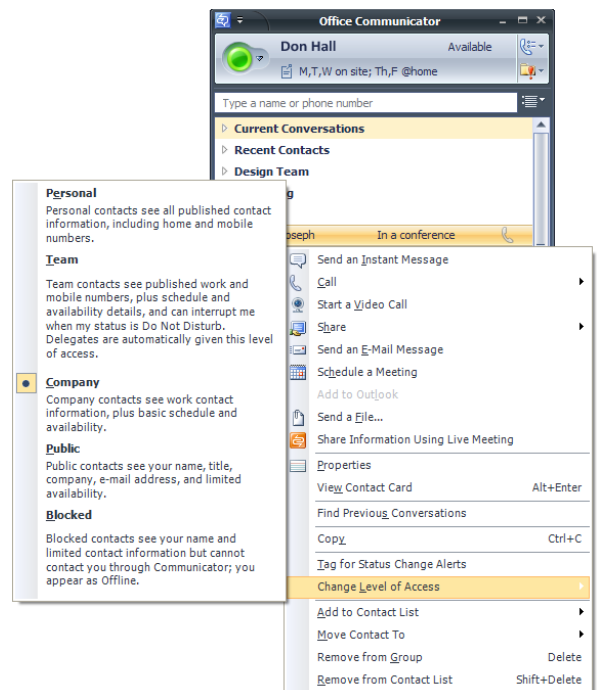 Office Communicator
Don Hall Available
M,T,W on site; Th,F @home
Type a name or phone number
Current Conversations
Recent Contacts
Design Team
g
oseph In a conference
Personal
Personal contacts see all published contact
information, including home and mobile
numbers.
Team
Team contacts see published work and
mobile numbers, plus schedule and
availability details, and can interrupt me
when my status is Do Not Disturb.
Delegates are automatically given this level
of access.
Company
Company contacts see work contact
information, plus basic schedule and
availability.
Public
Public contacts see your name, title,
company, e-mail address, and limited
availability.
Blocked
Blocked contacts see your name and
limited contact information but cannot
contact you through Communicator; you
appear as Offline.
Send an Instant Message
Call
Start a Video Call
Share
Send an E-Mail Message
Schedule a Meeting
Add to Outlook
Send a File...
Share Information Using Live Meeting
Properties
View Contact Card Alt+Enter
Find Previous Conversations
Copy Ctrl+C
Tag for Status Change Alerts
Change Level of Access
Add to Contact List
Move Contact To
Remove from Group Delete
Remove from Contact List Shift+Delete